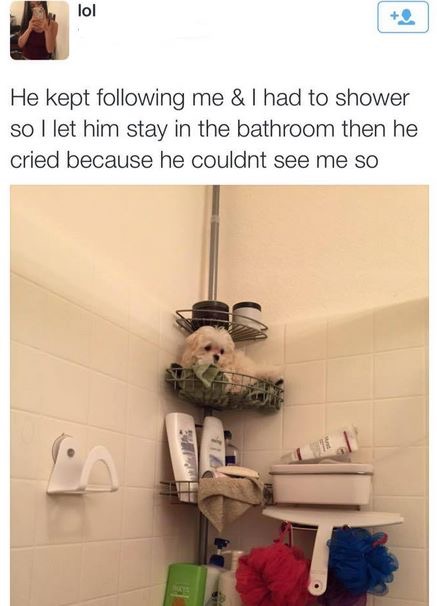 lol
He kept following me & I had to shower
so I let him stay in the bathroom then he
cried because he couldnt see me so